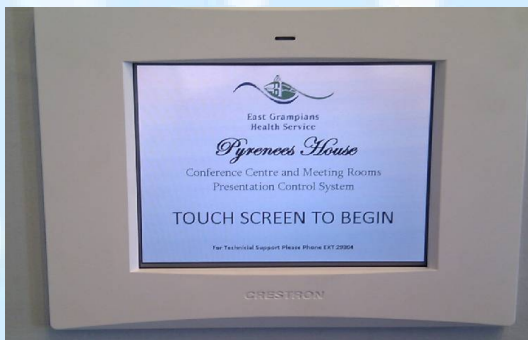 East Grampians
Health Service
Pyrenees House
Conference Centre and Meeting Rooms
Presentation Control System
TOUCH SCREEN TO BEGIN
For Technical Support Please Phone EXT
CRESTRON